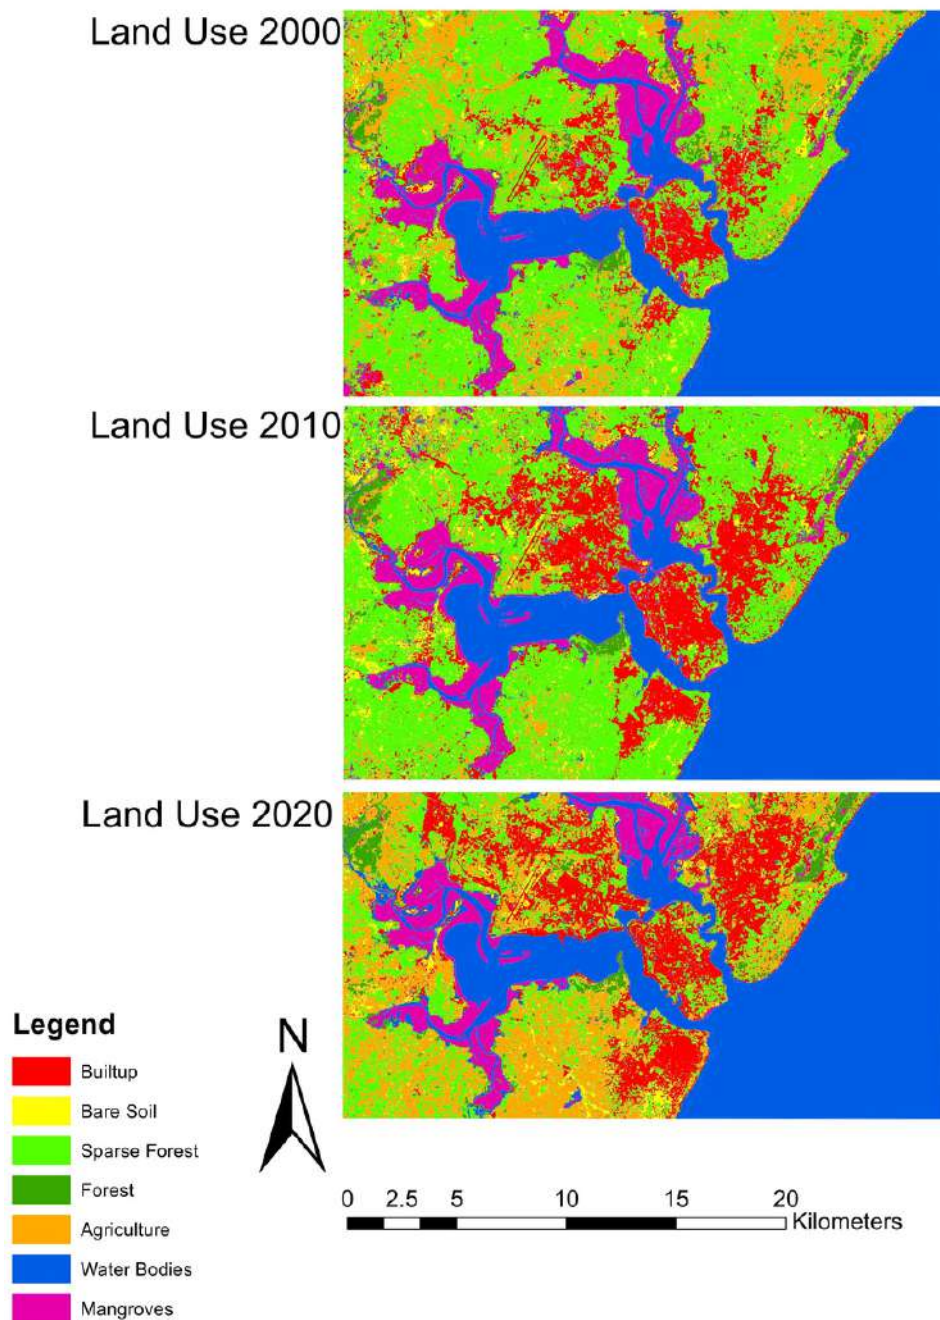 Land Use 2000
Land Use 2010
Land Use 2020
Legend
Builtup
Bare Soil
Sparse Forest
Forest
Agriculture
Water Bodies
Mangroves
N
0 2.5 5 10 15 20
Kilometers